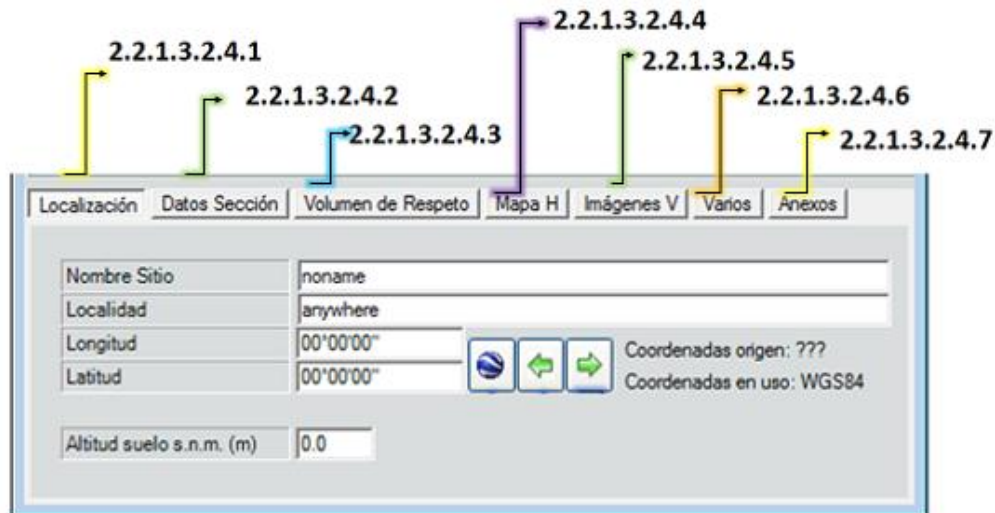 2.2.1.3.2.4.4
2.2.1.3.2.4.1
2.2.1.3.2.4.5
2.2.1.3.2.4.2
2.2.1.3.2.4.6
2.2.1.3.2.4.3
2.2.1.3.2.4.7
Localización Datos Sección Volumen de Respeto Mapa H Imágenes V Varios Anexos
Nombre Sitio noname
Localidad anywhere
Longitud 00°00'00"
Coordenadas origen: ???
Latitud 00°00'00"
Coordenadas en uso: WGS84
Altitud suelo s.n.m. (m) 0.0